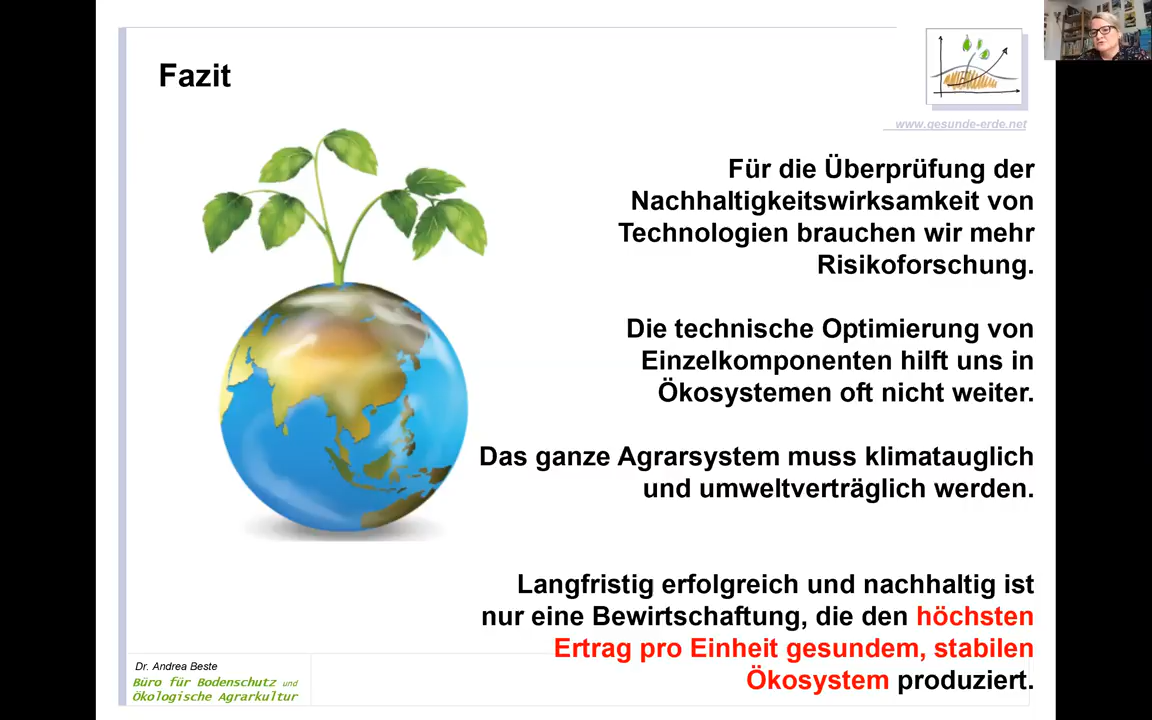 Fazit
www.gesunde-erde.net
Für die Überprüfung der
Nachhaltigkeitswirksamkeit von
Technologien brauchen wir mehr
Risikoforschung.
Die technische Optimierung von
Einzelkomponenten hilft uns in
Ökosystemen oft nicht weiter.
Das ganze Agrarsystem muss klimatauglich
und umweltverträglich werden.
Langfristig erfolgreich und nachhaltig ist
nur eine Bewirtschaftung, die den höchsten
Ertrag pro Einheit gesundem, stabilen
Ökosystem produziert.
Dr. Andrea Beste
Büro für Bodenschutz und
Ökologische Agrarkultur